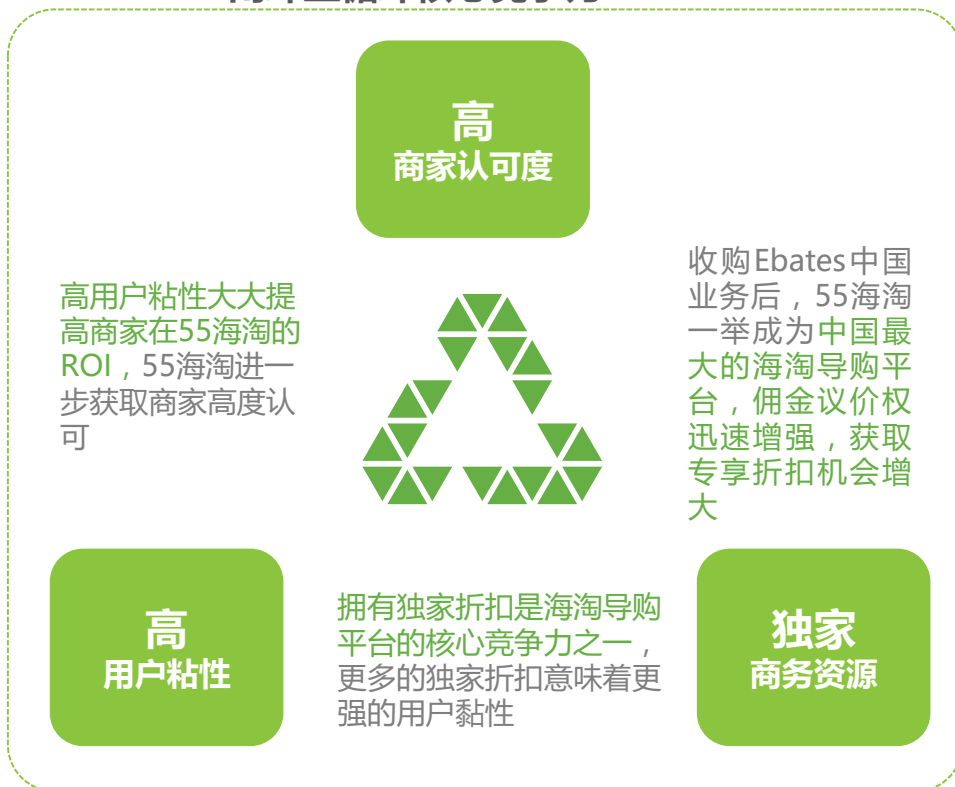 高
商家认可度
高用户粘性大大提
高商家在55海淘的
ROI，55海淘进一
步获取商家高度认
可
收购Ebates中国
业务后，55海淘
一举成为中国最
大的海淘导购平
台，佣金议价权
迅速增强，获取
专享折扣机会增
大
高
用户粘性
拥有独家折扣是海淘导购
平台的核心竞争力之一，
更多的独家折扣意味着更
强的用户黏性
独家
商务资源